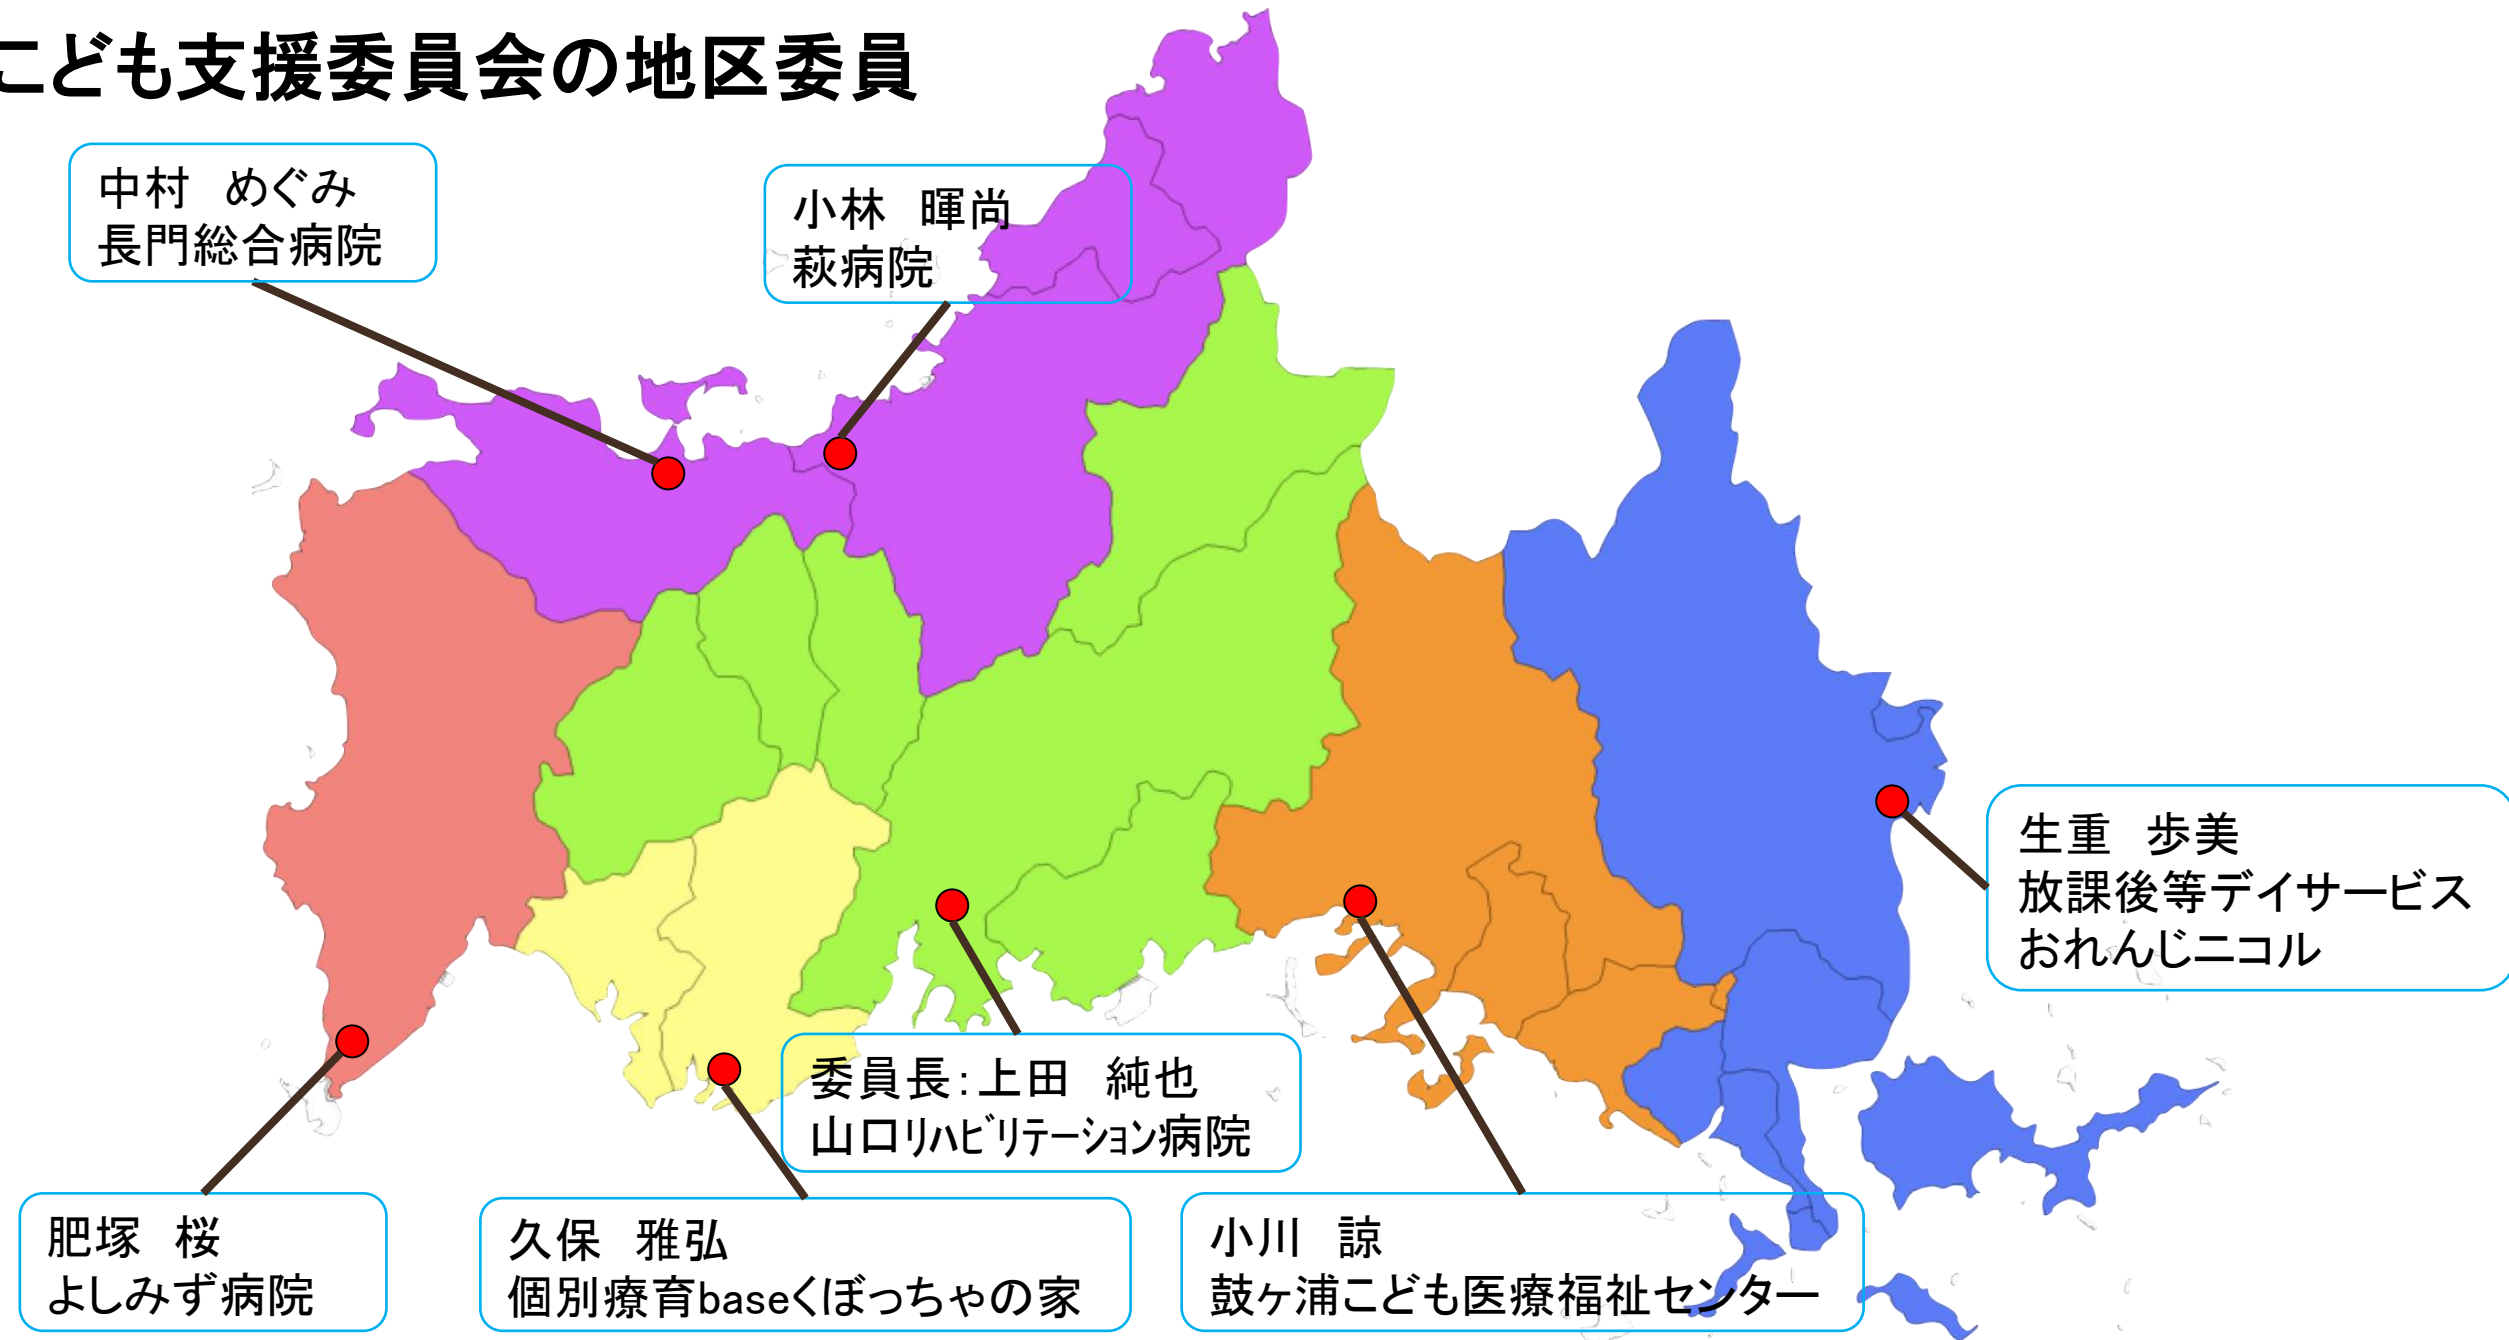 こども支援委員会の地区委員
中村　めぐみ
長門総合病院
小林　暉尚
萩病院
生重　歩美
放課後等デイサービス
おれんじニコル
委員長：上田　純也
山口ﾘﾊﾋﾞﾘﾃｰｼｮﾝ病院
肥塚　桜
よしみず病院
久保　雅弘
個別療育baseくぼっちゃの家
小川　諒
鼓ヶ浦こども医療福祉センター